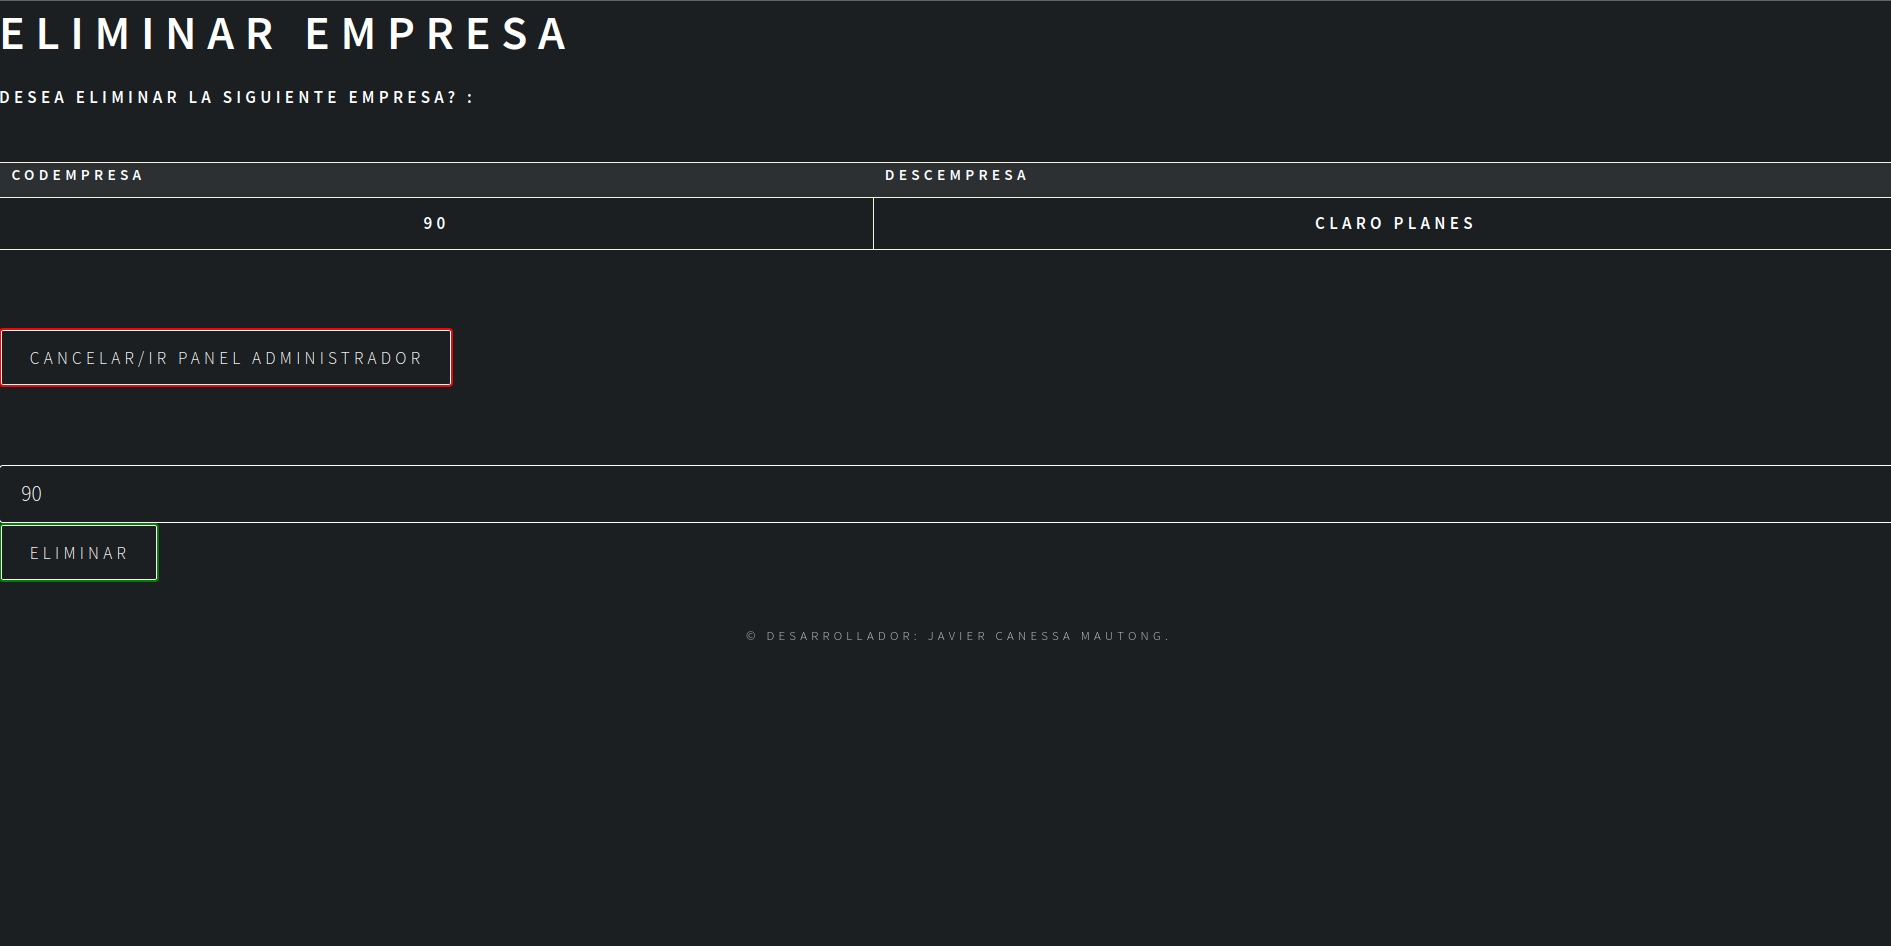 ELIMINAR EMPRESA
DESEA ELIMINAR LA SIGUIENTE EMPRESA? :
CODEMPRESA DESCEMPRESA
90 CLARO PLANES
CANCELAR/IR PANEL ADMINISTRADOR
90
ELIMINAR
© DESARROLLADOR: JAVIER CANESSA MAUTONG.